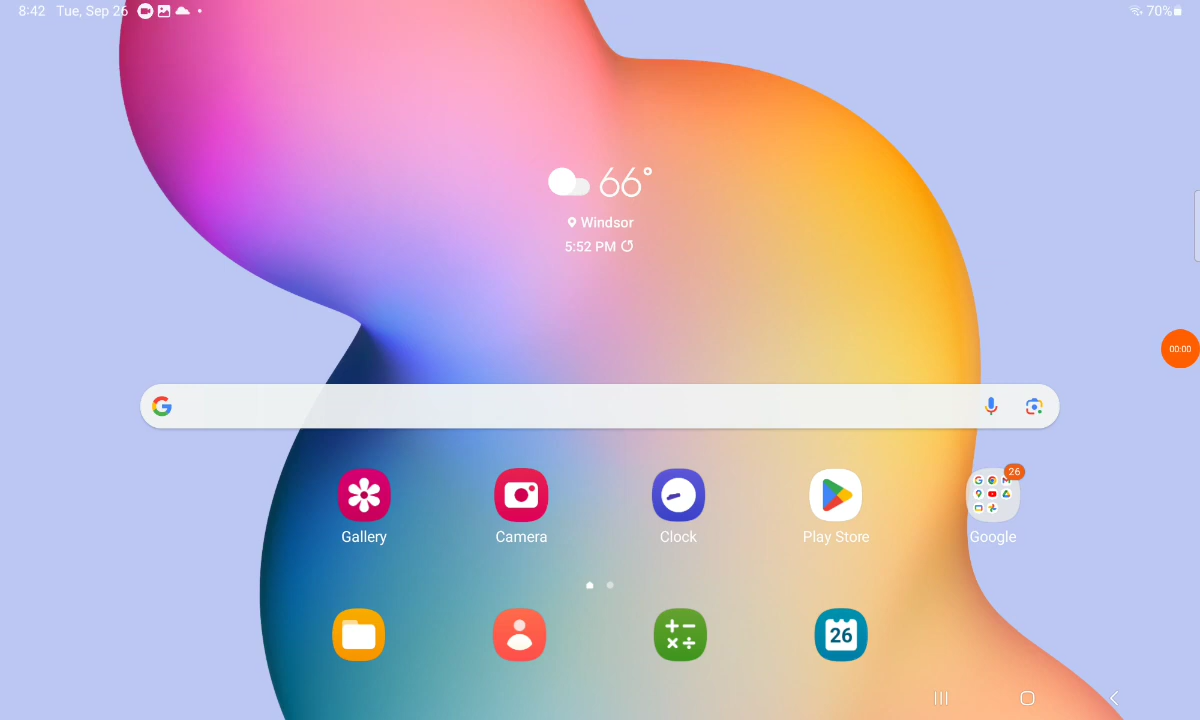 8:42 Tue, Sep 26
70%
66°
Windsor
5:52 PM
00:00
26
Gallery
Camera
Clock
Play Store
Google
26